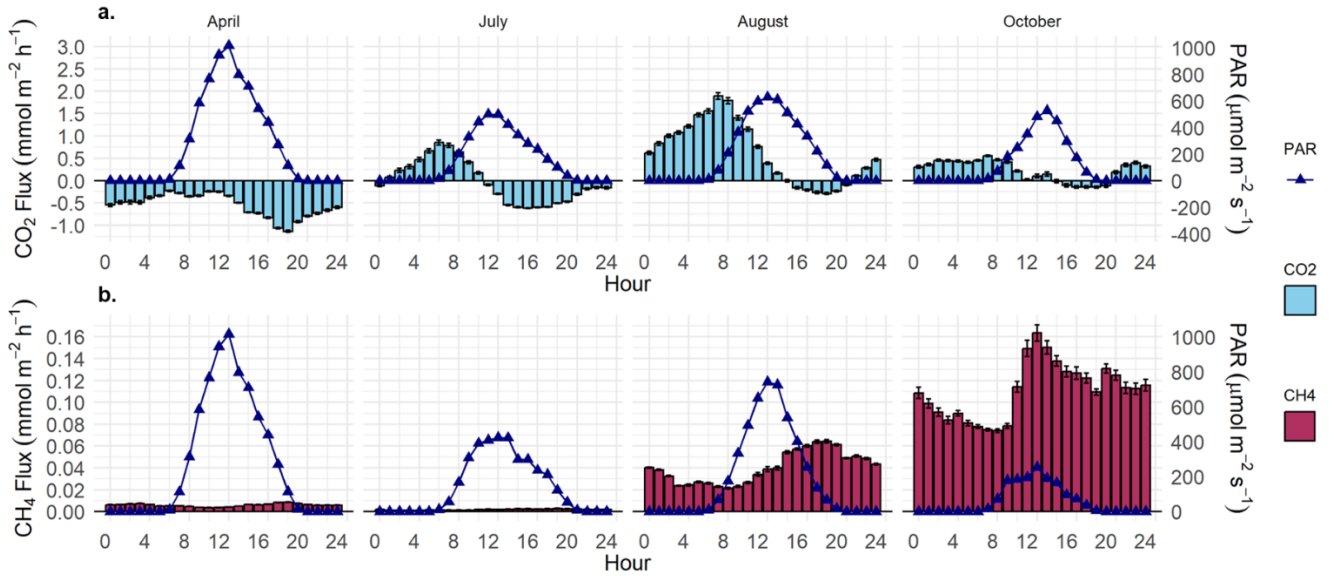 a.
April July August October
CO₂ Flux (mmol m⁻² h⁻¹)
3.0
2.5
2.0
1.5
1.0
0.5
0.0
-0.5
-1.0
1000
800
600
400
200
0
-200
-400
PAR (μmol m⁻² s⁻¹)
0 4 8 12 16 20 24 0 4 8 12 16 20 24 0 4 8 12 16 20 24 0 4 8 12 16 20 24
Hour
b.
CH₄ Flux (mmol m⁻² h⁻¹)
0.16
0.14
0.12
0.10
0.08
0.06
0.04
0.02
0.00
1000
800
600
400
200
0
PAR (μmol m⁻² s⁻¹)
0 4 8 12 16 20 24 0 4 8 12 16 20 24 0 4 8 12 16 20 24 0 4 8 12 16 20 24
Hour
PAR
CO2
CH4